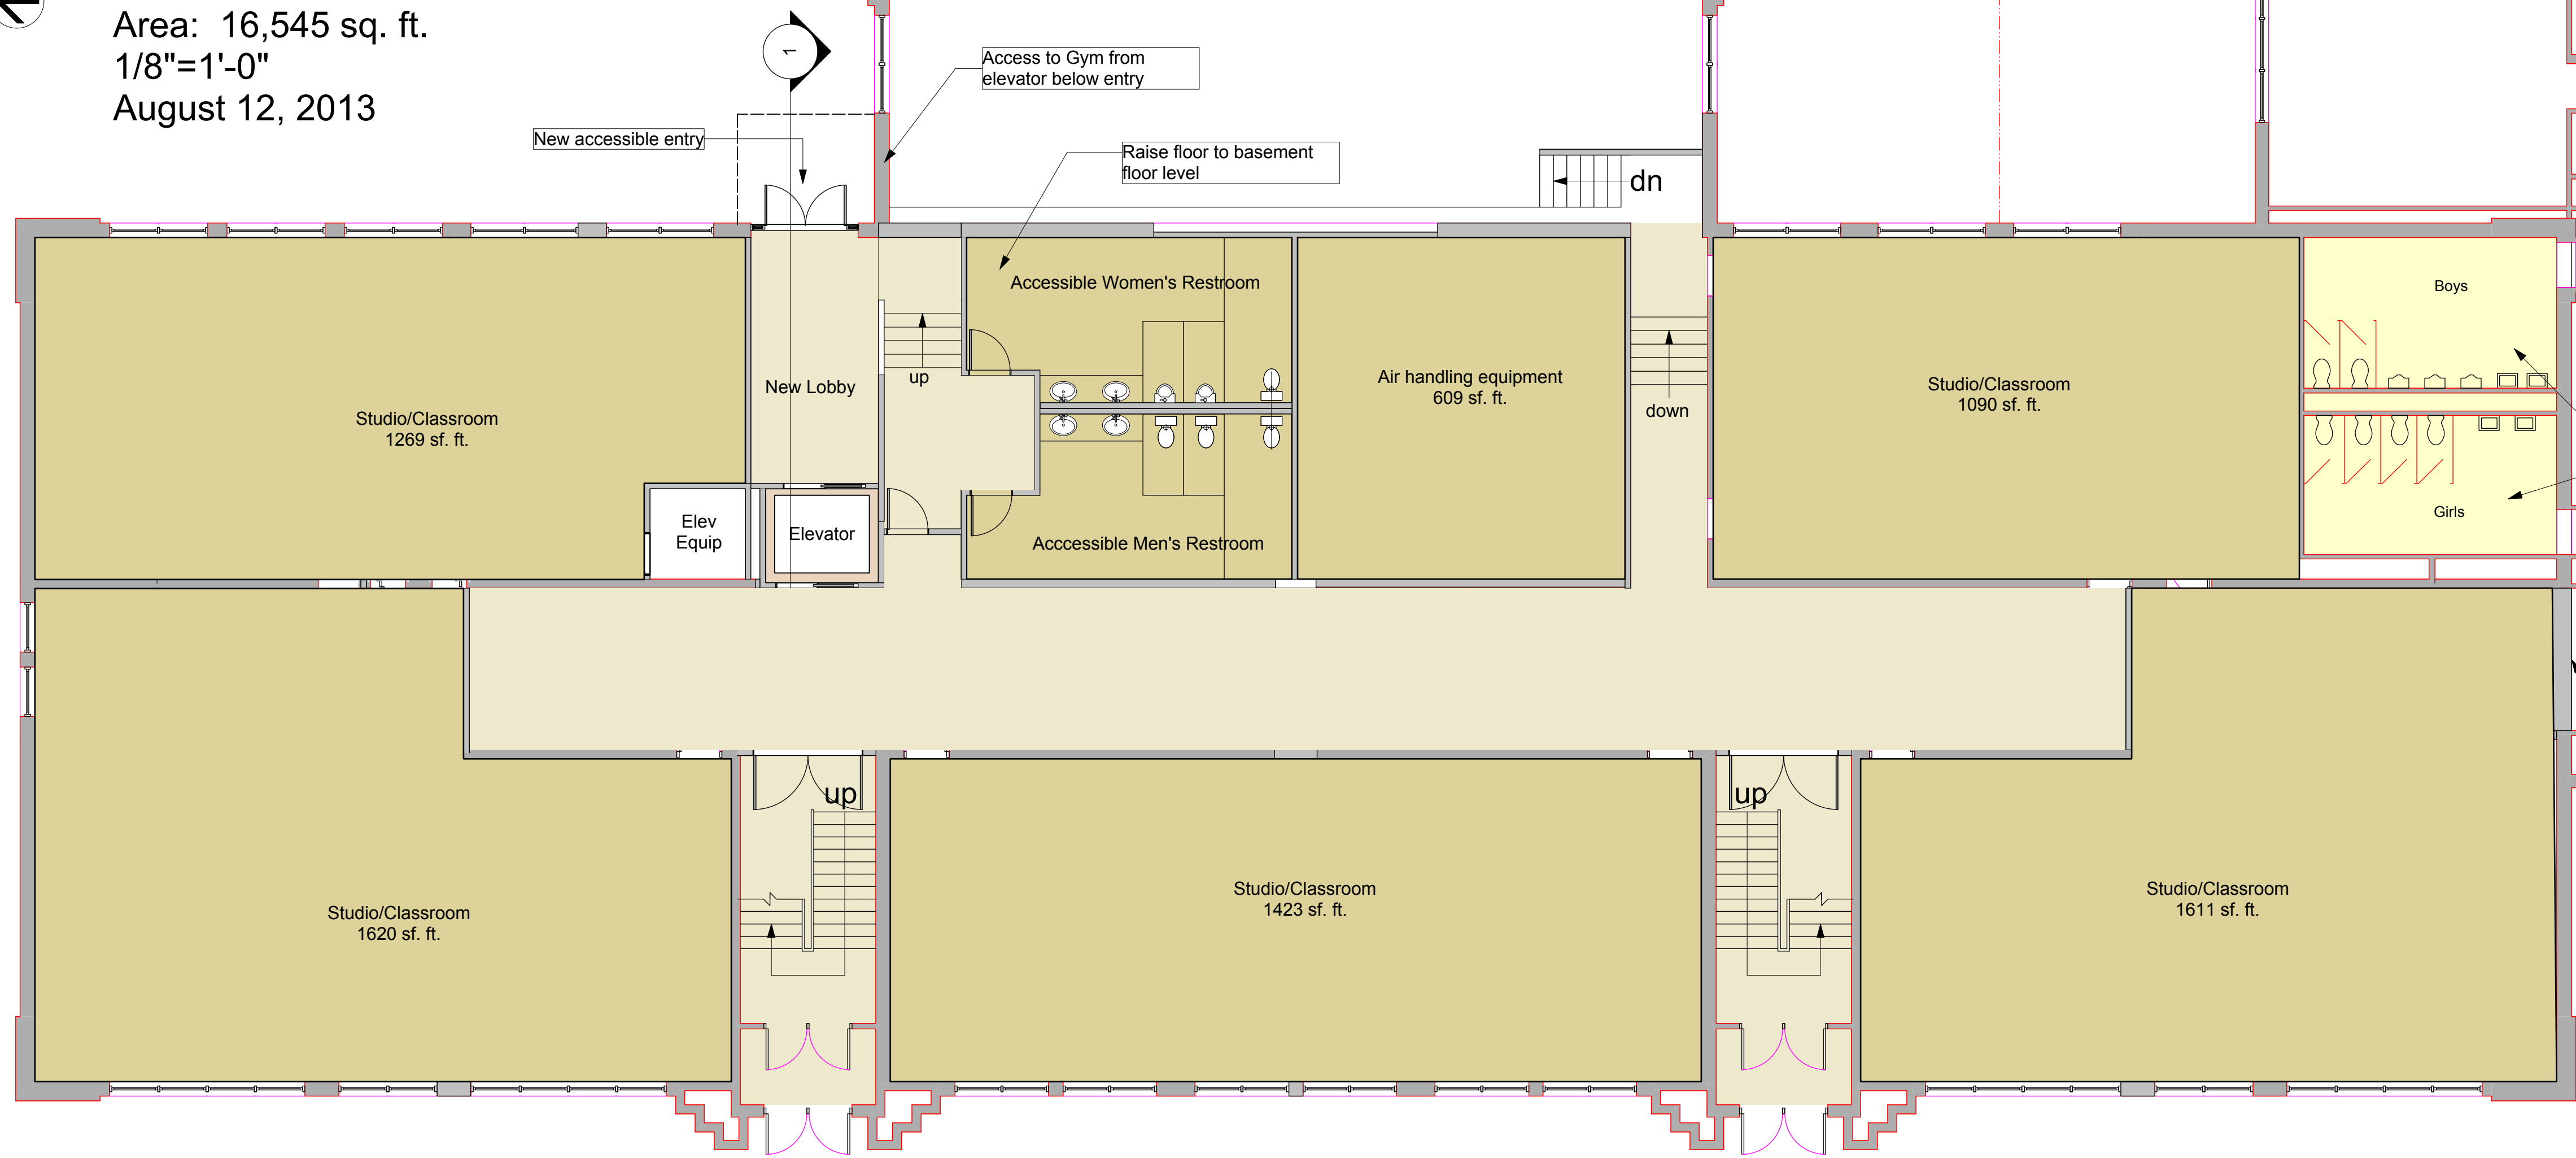 Area: 16,545 sq. ft.
1/8"=1'-0"
August 12, 2013
1
Access to Gym from
elevator below entry
New accessible entry
Raise floor to basement
floor level
dn
Accessible Women's Restroom
Boys
New Lobby
up
Air handling equipment
609 sf. ft.
down
Studio/Classroom
1090 sf. ft.
Studio/Classroom
1269 sf. ft.
Elev
Equip
Elevator
Acccessible Men's Restroom
Girls
up
up
Studio/Classroom
1620 sf. ft.
Studio/Classroom
1423 sf. ft.
Studio/Classroom
1611 sf. ft.